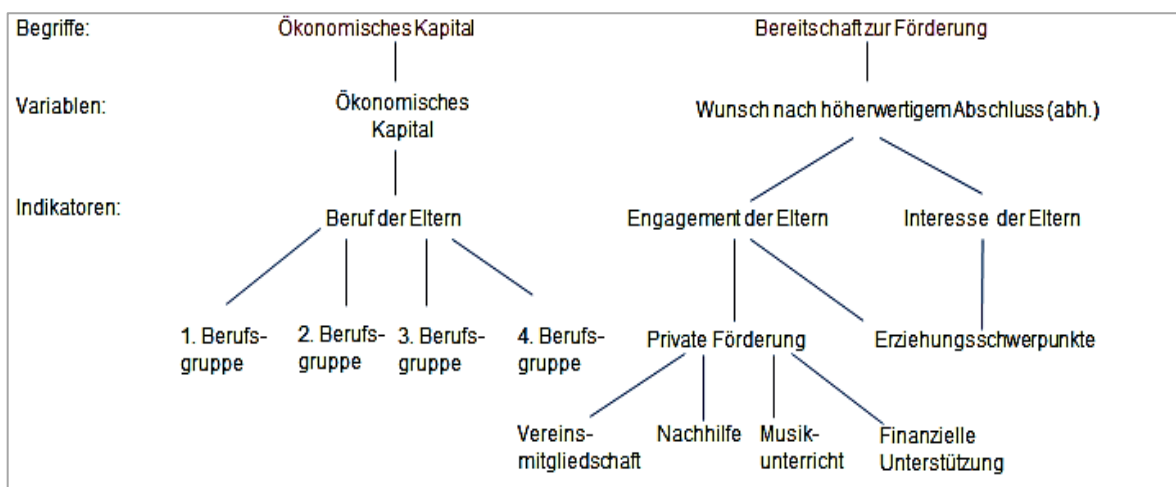 Begriffe: Ökonomisches Kapital Bereitschaft zur Förderung
Variablen: Ökonomisches
Kapital
Wunsch nach höherwertigem Abschluss (abh.)
Indikatoren: Beruf der Eltern Engagement der Eltern Interesse der Eltern
1. Berufs-
gruppe
2. Berufs-
gruppe
3. Berufs-
gruppe
4. Berufs-
gruppe
Private Förderung Erziehungsschwerpunkte
Vereins-
mitgliedschaft
Nachhilfe
Musik-
unterricht
Finanzielle
Unterstützung